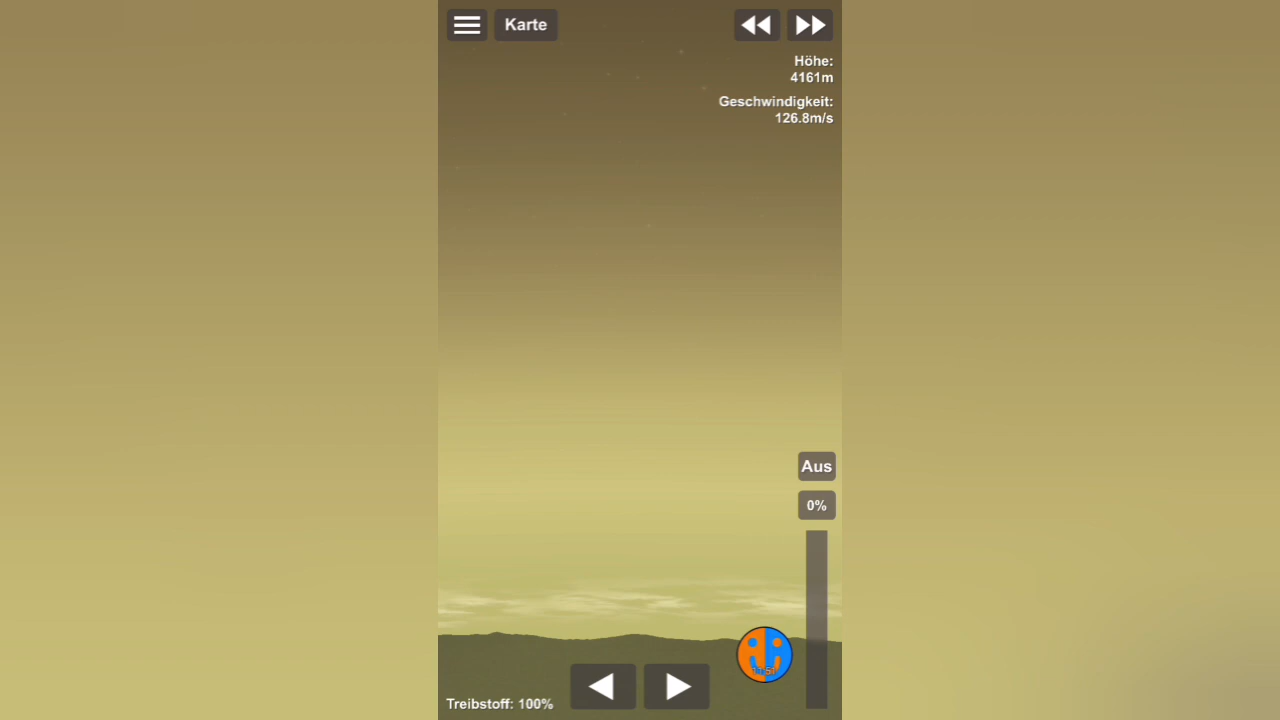 Karte
Höhe:
4161m
Geschwindigkeit:
126.8m/s
Aus
0%
Treibstoff: 100%